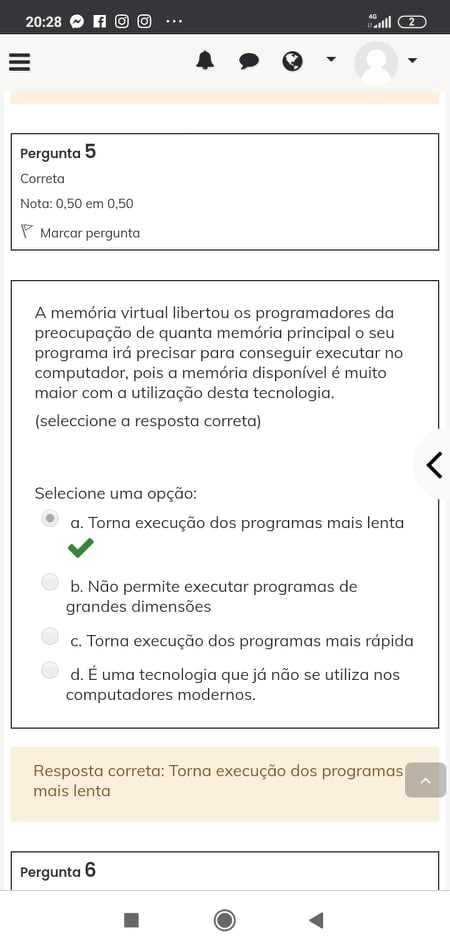 20:28
4G
2
Pergunta 5
Correta
Nota: 0,50 em 0,50
Marcar pergunta
A memória virtual libertou os programadores da
preocupação de quanta memória principal o seu
programa irá precisar para conseguir executar no
computador, pois a memória disponível é muito
maior com a utilização desta tecnologia.
(seleccione a resposta correta)
Selecione uma opção:
a. Torna execução dos programas mais lenta
b. Não permite executar programas de
grandes dimensões
c. Torna execução dos programas mais rápida
d. É uma tecnologia que já não se utiliza nos
computadores modernos.
Resposta correta: Torna execução dos programas
mais lenta
Pergunta 6